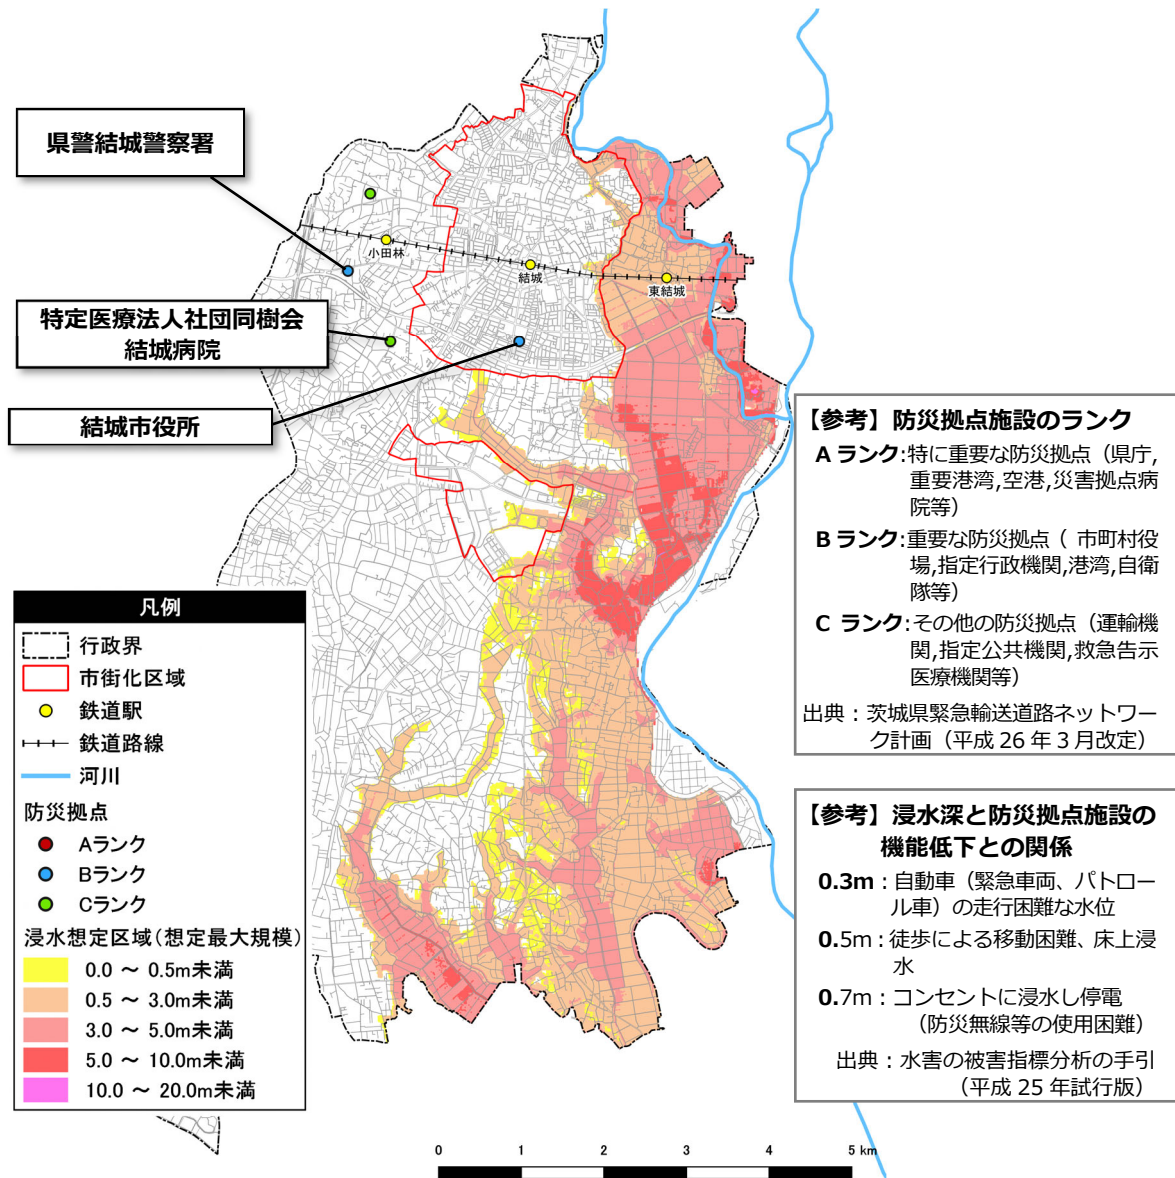 県警結城警察署
特定医療法人社団同樹会
結城病院
結城市役所
小田林
結城
東結城
凡例
行政界
市街化区域
鉄道駅
鉄道路線
河川
防災拠点
Aランク
Bランク
Cランク
浸水想定区域(想定最大規模)
0.0 ～ 0.5m未満
0.5 ～ 3.0m未満
3.0 ～ 5.0m未満
5.0 ～ 10.0m未満
10.0 ～ 20.0m未満
【参考】防災拠点施設のランク
A ランク:特に重要な防災拠点（県庁,
重要港湾,空港,災害拠点病
院等）
B ランク:重要な防災拠点（ 市町村役
場,指定行政機関,港湾,自衛
隊等）
C ランク:その他の防災拠点（運輸機
関,指定公共機関,救急告示
医療機関等）
出典：茨城県緊急輸送道路ネットワー
ク計画（平成 26 年 3 月改定）
【参考】浸水深と防災拠点施設の
機能低下との関係
0.3m：自動車（緊急車両、パトロー
ル車）の走行困難な水位
0.5m：徒歩による移動困難、床上浸
水
0.7m：コンセントに浸水し停電
（防災無線等の使用困難）
出典：水害の被害指標分析の手引
（平成 25 年試行版）
0 1 2 3 4 5 km